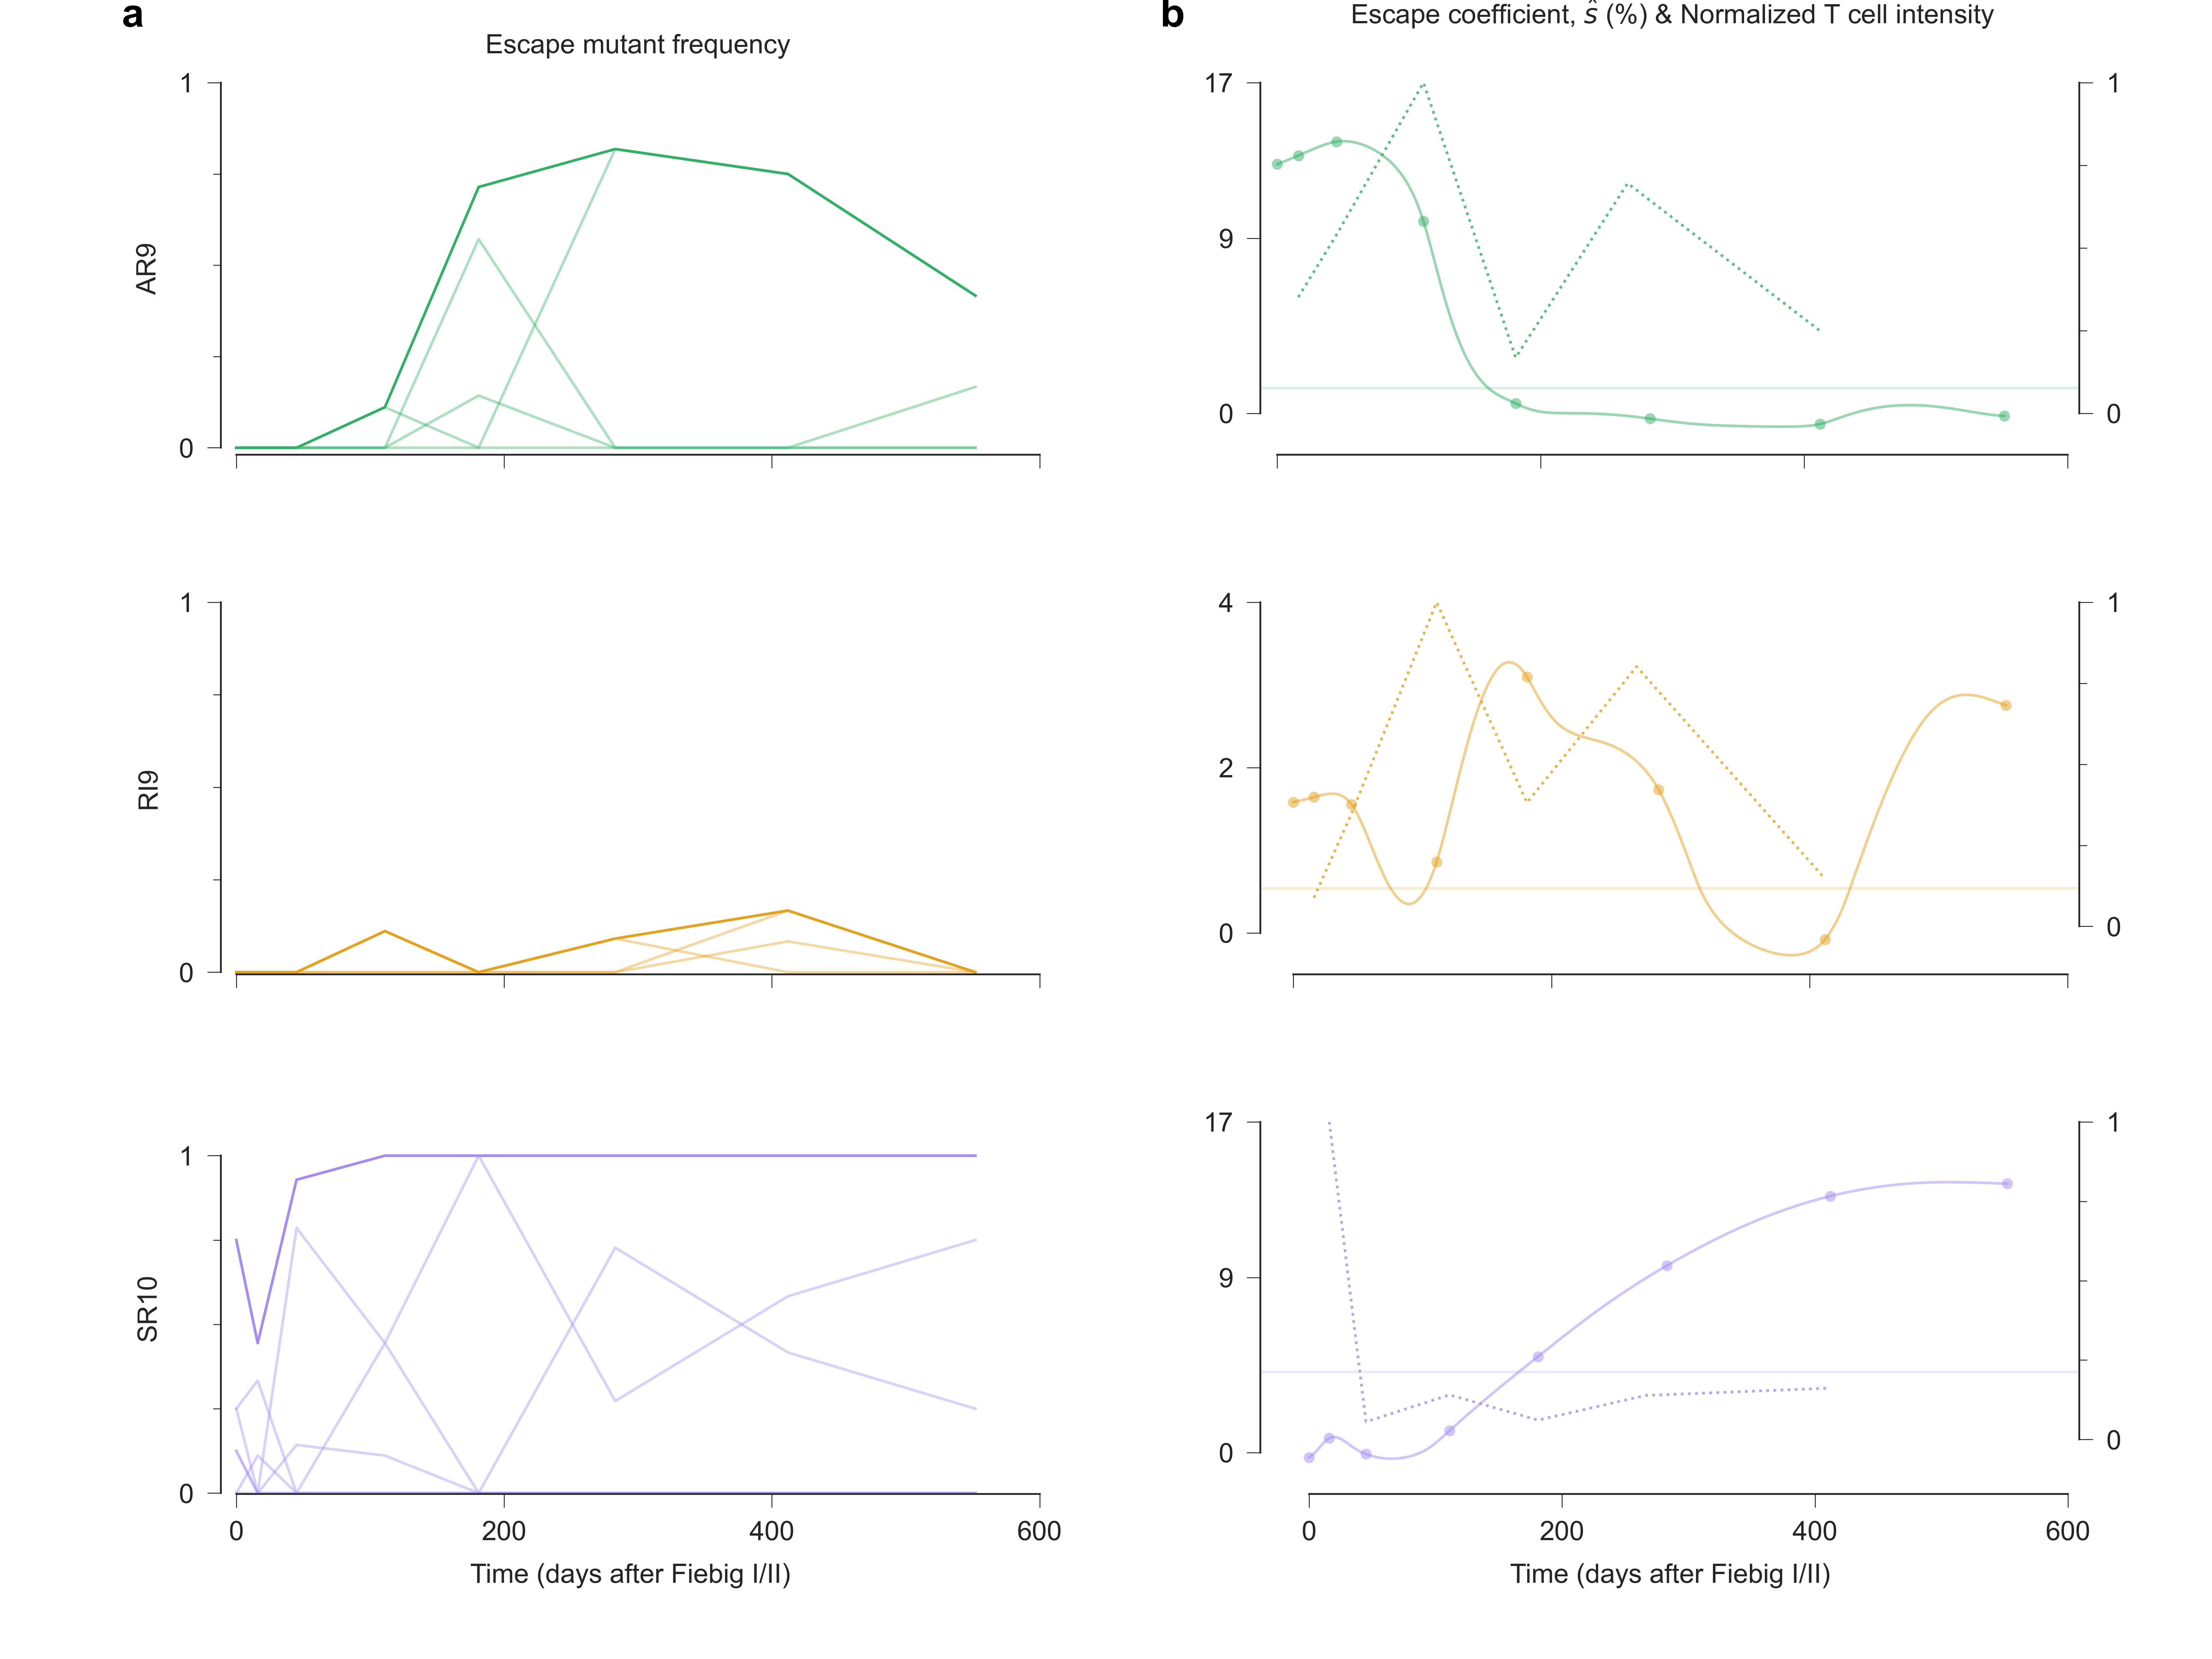 a
Escape mutant frequency
1
0
AR9
1
0
RI9
1
0
SR10
0 200 400 600
Time (days after Fiebig I/II)
b
Escape coefficient, ŝ (%) & Normalized T cell intensity
17
9
0
1
0
4
2
0
1
0
17
9
0
1
0
0 200 400 600
Time (days after Fiebig I/II)